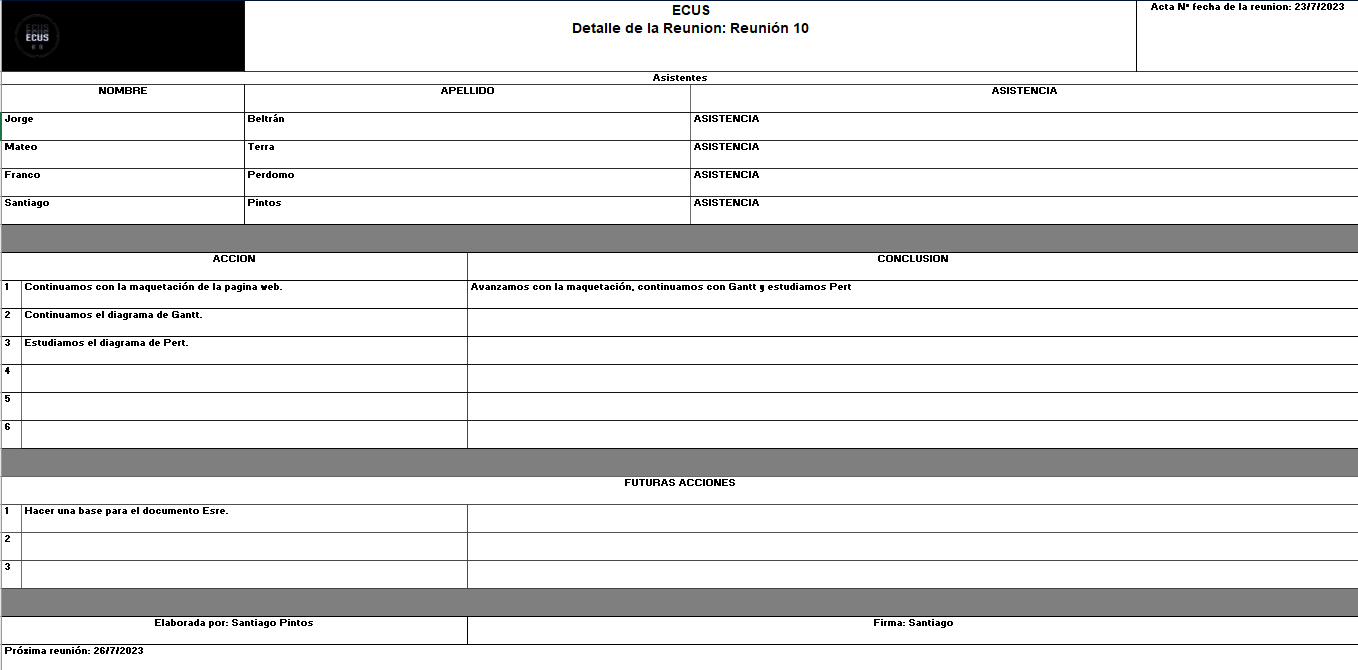 ECUS
ECUS
Detalle de la Reunion: Reunión 10
Acta Nº fecha de la reunion: 23/7/2023
Asistentes
NOMBRE APELLIDO ASISTENCIA
Jorge Beltrán ASISTENCIA
Mateo Terra ASISTENCIA
Franco Perdomo ASISTENCIA
Santiago Pintos ASISTENCIA
ACCION CONCLUSION
1 Continuamos con la maquetación de la pagina web. Avanzamos con la maquetación, continuamos con Gantt y estudiamos Pert
2 Continuamos el diagrama de Gantt.
3 Estudiamos el diagrama de Pert.
4
5
6
FUTURAS ACCIONES
1 Hacer una base para el documento Esre.
2
3
Elaborada por: Santiago Pintos Firma: Santiago
Próxima reunión: 26/7/2023